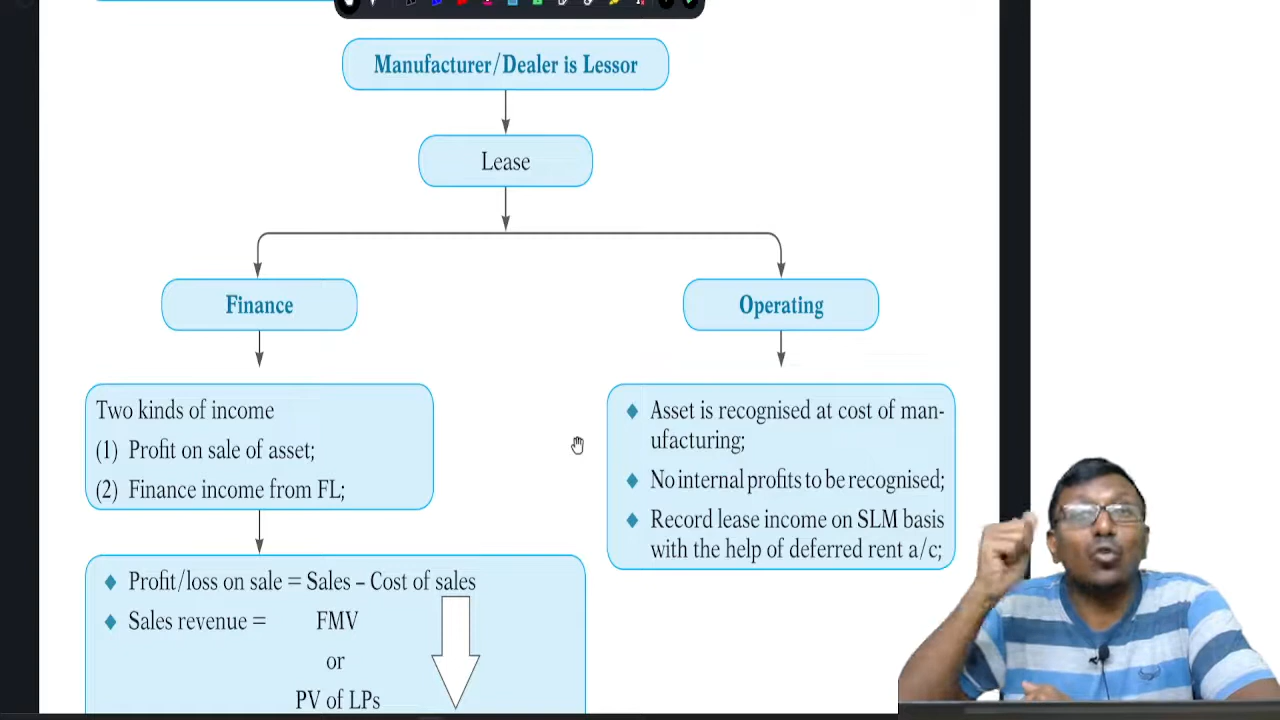 Manufacturer/Dealer is Lessor
Lease
Finance
Operating
Two kinds of income
(1) Profit on sale of asset;
(2) Finance income from FL;
♦ Asset is recognised at cost of man-
ufacturing;
♦ No internal profits to be recognised;
♦ Record lease income on SLM basis
with the help of deferred rent a/c;
♦ Profit/loss on sale = Sales – Cost of sales
♦ Sales revenue = FMV
or
PV of LPs